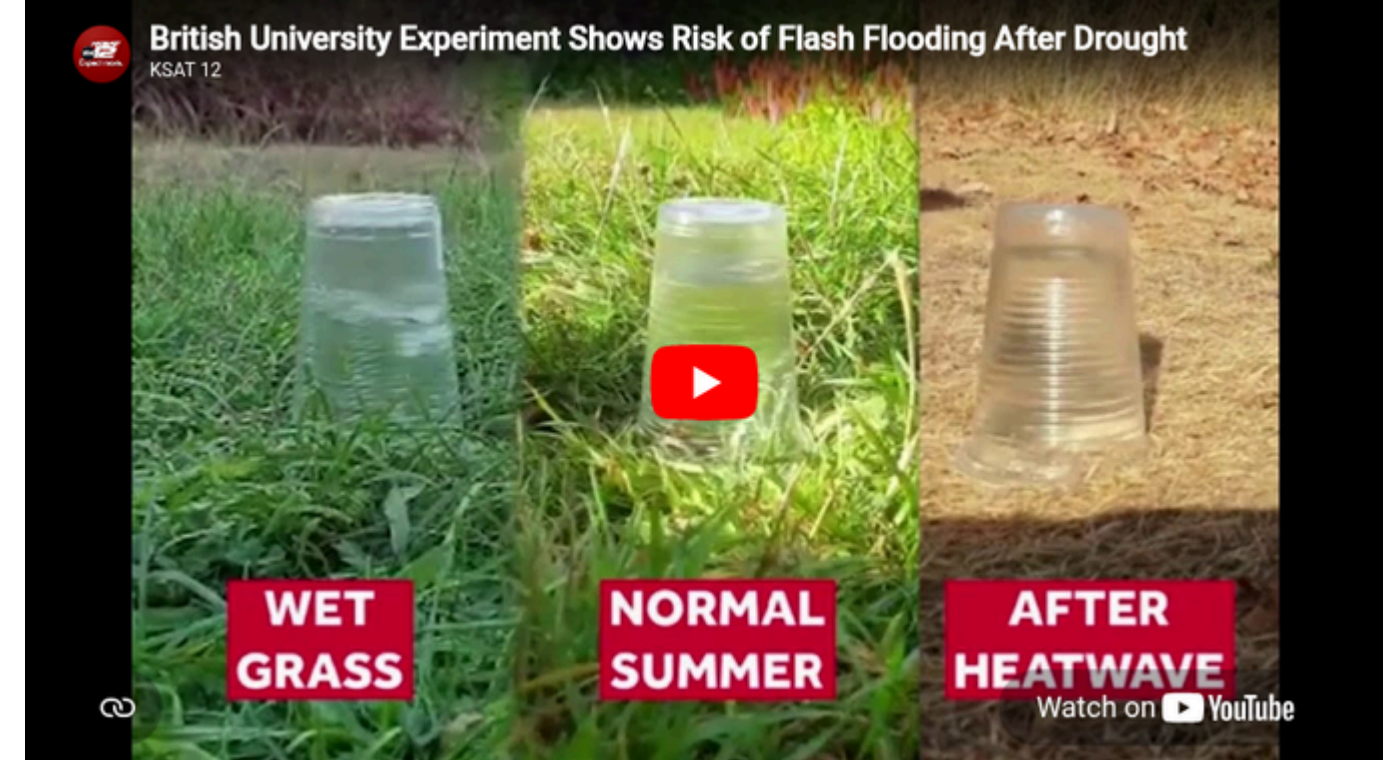 British University Experiment Shows Risk of Flash Flooding After Drought
KSAT 12
12
WET
GRASS
NORMAL
SUMMER
AFTER
HEATWAVE
Watch on YouTube